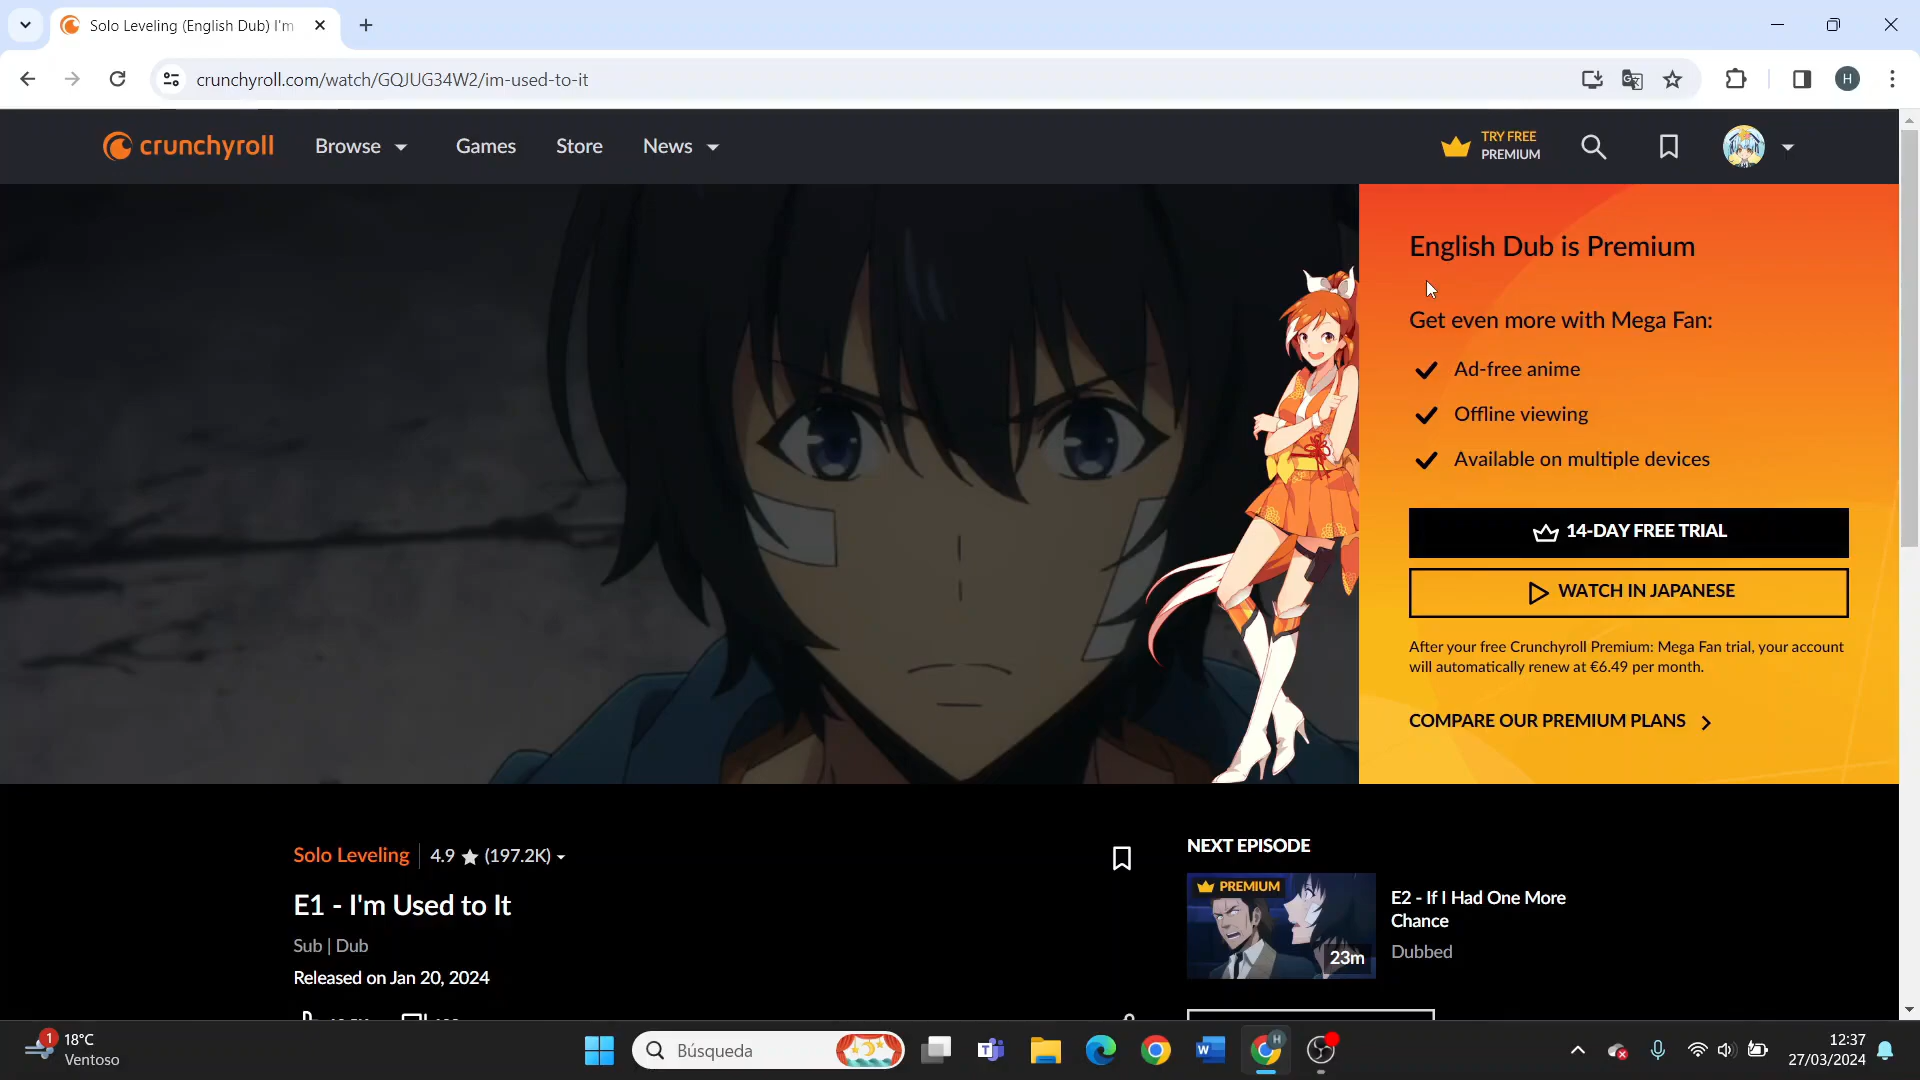 Solo Leveling (English Dub) I'm
crunchyroll.com/watch/GQJUG34W2/im-used-to-it
H
crunchyroll
Browse
Games
Store
News
TRY FREE
PREMIUM
English Dub is Premium
Get even more with Mega Fan:
Ad-free anime
Offline viewing
Available on multiple devices
14-DAY FREE TRIAL
WATCH IN JAPANESE
After your free Crunchyroll Premium: Mega Fan trial, your account
will automatically renew at €6.49 per month.
COMPARE OUR PREMIUM PLANS
Solo Leveling
4.9 ★ (197.2K)
E1 - I'm Used to It
Sub | Dub
Released on Jan 20, 2024
NEXT EPISODE
PREMIUM
23m
E2 - If I Had One More
Chance
Dubbed
1
18°C
Ventoso
Búsqueda
12:37
27/03/2024